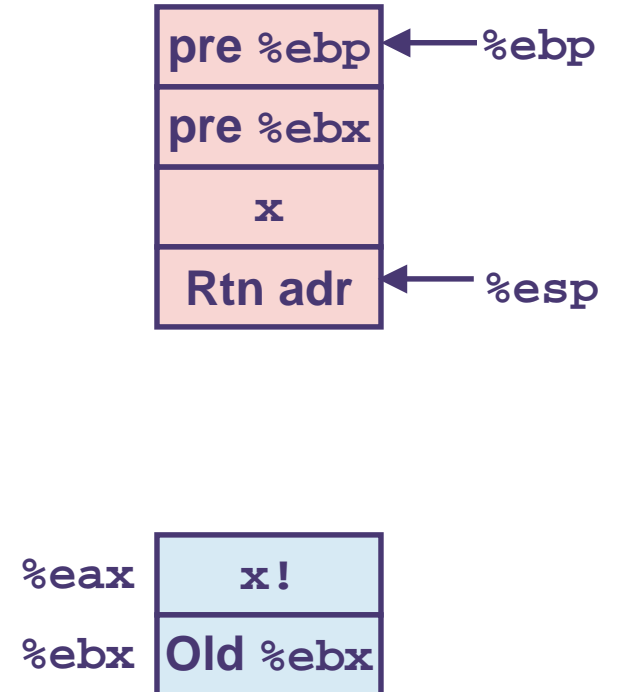 pre %ebp %ebp
pre %ebx
x
Rtn adr %esp
%eax x!
%ebx Old %ebx